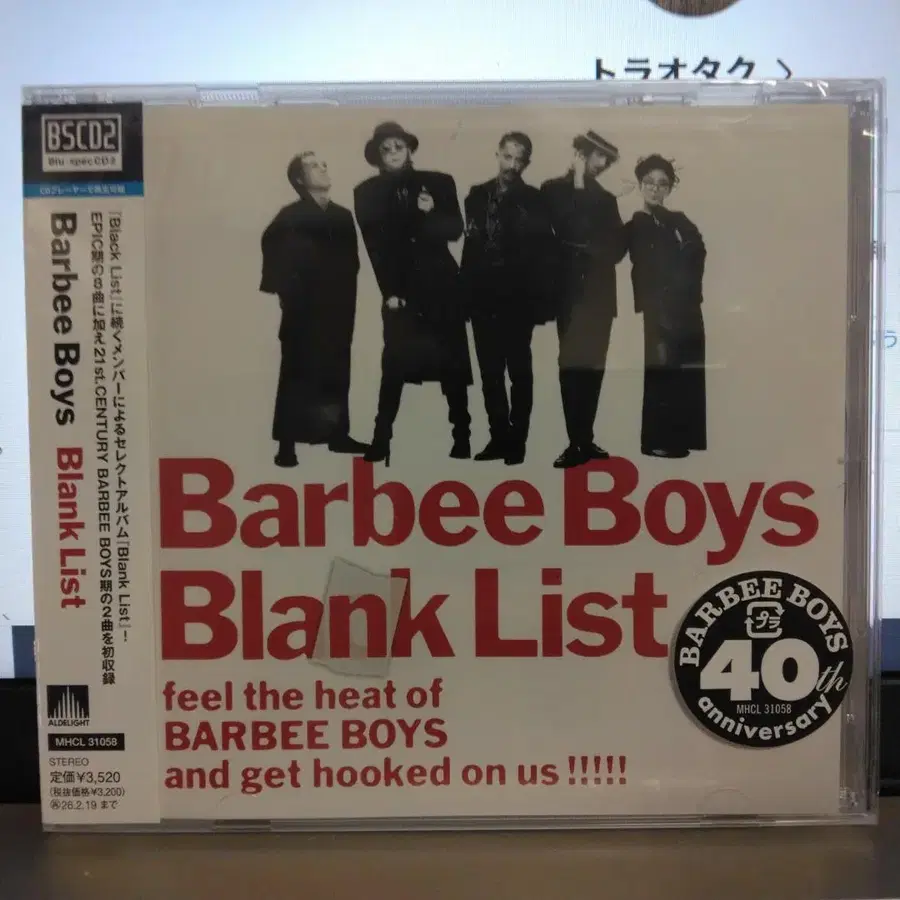 トラオタク 〉
BSCD2
Blu-spec CD2
CDプレーヤーで再生可能
Barbee Boys Blank List
『Black List』に続くメンバーによるセレクトアルバム『Blank List』！
EPIC期の
曲に加え21st.CENTURY BARBEE BOYS期の2曲を初収録
ALDELIGHT
MHCL 31058
STEREO
定価¥3,520
(税抜価格¥3,200)
26.2.19 まで
Barbee Boys
Blank List
feel the heat of
BARBEE BOYS
and get hooked on us !!!!!
BARBEE BOYS
プラ
40th
MHCL 31058
anniversary
ラ